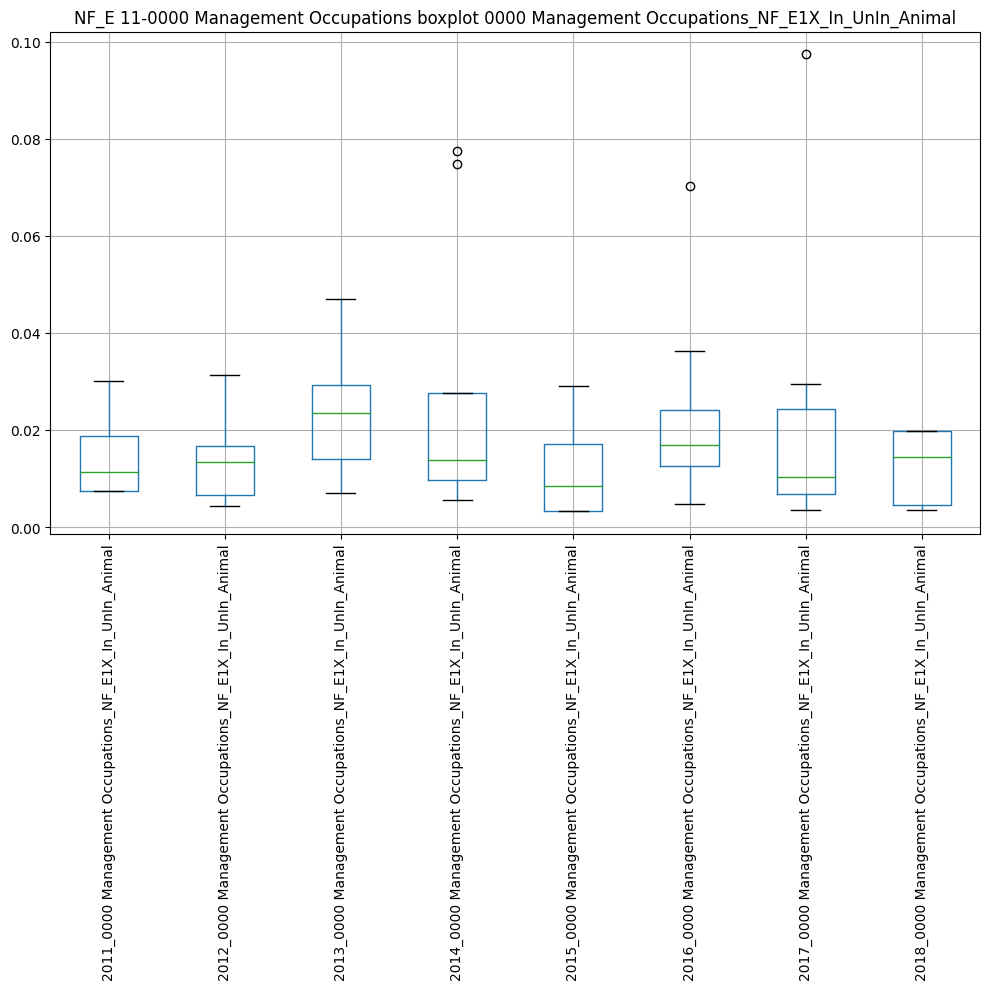 NF_E 11-0000 Management Occupations boxplot 0000 Management Occupations_NF_E1X_In_UnIn_Animal
0.10
0.08
0.06
0.04
0.02
0.00
2011_0000 Management Occupations_NF_E1X_In_UnIn_Animal
2012_0000 Management Occupations_NF_E1X_In_UnIn_Animal
2013_0000 Management Occupations_NF_E1X_In_UnIn_Animal
2014_0000 Management Occupations_NF_E1X_In_UnIn_Animal
2015_0000 Management Occupations_NF_E1X_In_UnIn_Animal
2016_0000 Management Occupations_NF_E1X_In_UnIn_Animal
2017_0000 Management Occupations_NF_E1X_In_UnIn_Animal
2018_0000 Management Occupations_NF_E1X_In_UnIn_Animal